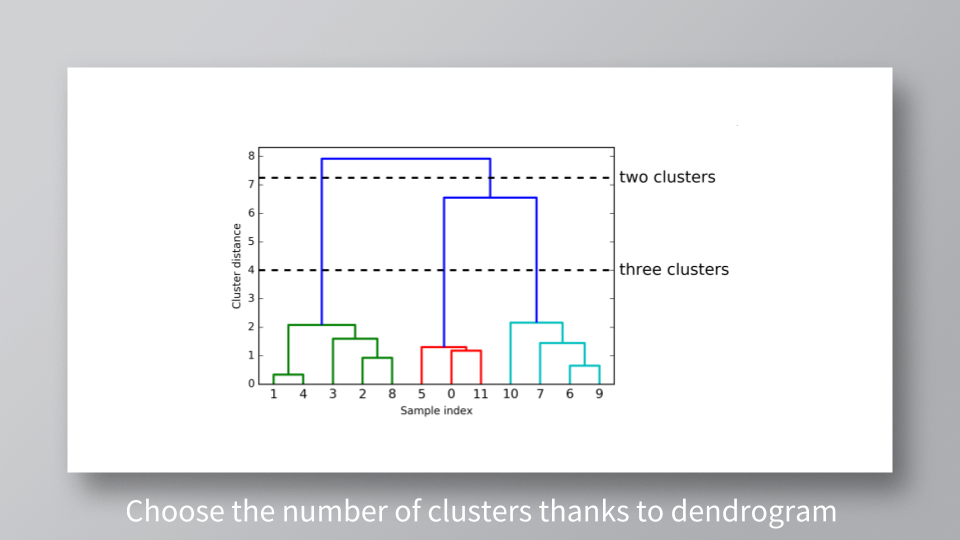 8
7
6
5
4
3
2
1
0
Cluster distance
two clusters
three clusters
1 4 3 2 8 5 0 11 10 7 6 9
Sample index
Choose the number of clusters thanks to dendrogram